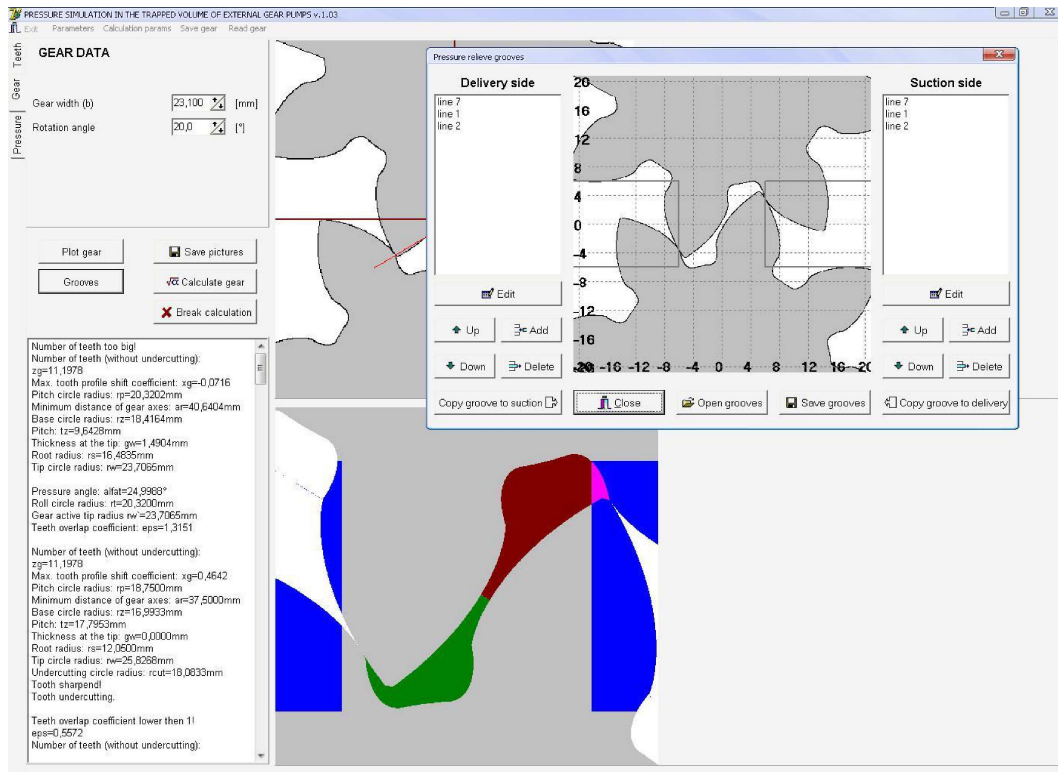 PRESSURE SIMULATION IN THE TRAPPED VOLUME OF EXTERNAL GEAR PUMPS v.1.03
Exit Parameters Calculation params Save gear Read gear
Teeth
Gear
Pressure
GEAR DATA
Gear width (b) 23,100 [mm]
Rotation angle 20,0 [°]
Plot gear
Save pictures
Grooves
√α Calculate gear
Break calculation
Number of teeth too big!
Number of teeth (without undercutting):
zg=11,1978
Max. tooth profile shift coefficient: xg=-0,0716
Pitch circle radius: rp=20,3202mm
Minimum distance of gear axes: ar=40,6404mm
Base circle radius: rz=18,4164mm
Pitch: tz=9,6428mm
Thickness at the tip: gw=1,4904mm
Root radius: rs=16,4835mm
Tip circle radius: rw=23,7065mm
Pressure angle: alfat=24,9988°
Roll circle radius: rt=20,3200mm
Gear active tip radius rw'=23,7065mm
Teeth overlap coefficient: eps=1,3151
Number of teeth (without undercutting):
zg=11,1978
Max. tooth profile shift coefficient: xg=0,4642
Pitch circle radius: rp=18,7500mm
Minimum distance of gear axes: ar=37,5000mm
Base circle radius: rz=16,9933mm
Pitch: tz=17,7953mm
Thickness at the tip: gw=0,0000mm
Root radius: rs=12,0500mm
Tip circle radius: rw=25,8268mm
Undercutting circle radius: rcut=18,0833mm
Tooth sharpend!
Tooth undercutting.
Teeth overlap coefficient lower then 1!
eps=0,5572
Number of teeth (without undercutting):
Pressure relieve grooves
Delivery side
line 7
line 1
line 2
Edit
Up
Add
Down
Delete
Copy groove to suction
20
16
12
8
4
0
-4
-8
-12
-16
-20 -16 -12 -8 -4 0 4 8 12 16 20
Close
Open grooves
Save grooves
Suction side
line 7
line 1
line 2
Edit
Up
Add
Down
Delete
Copy groove to delivery